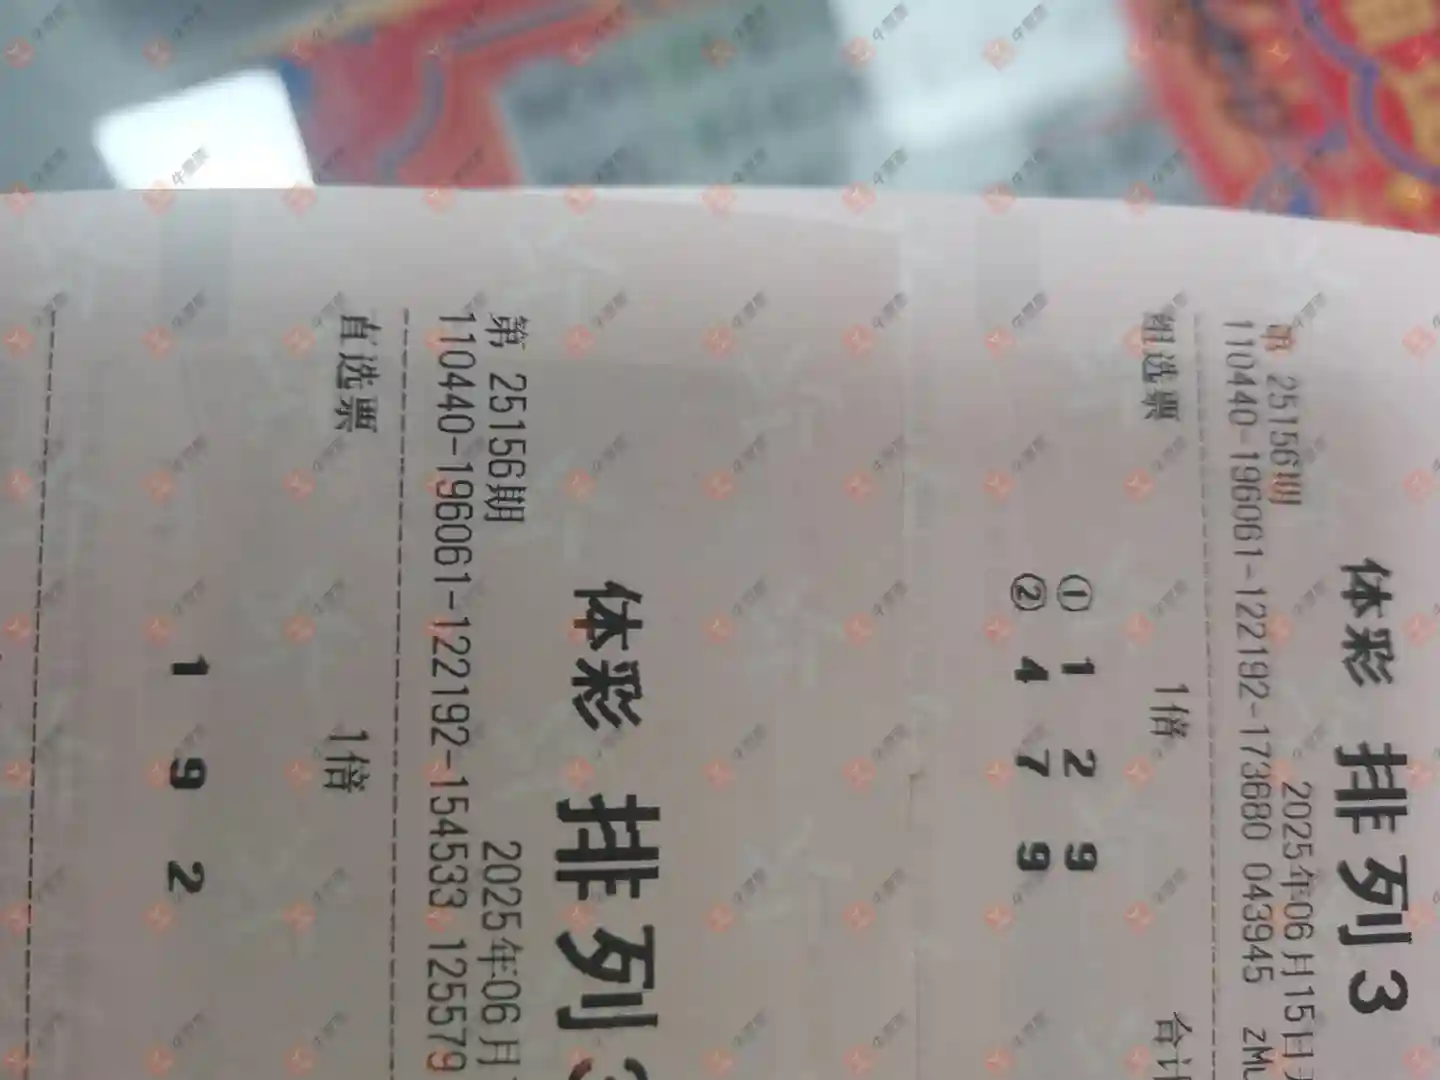 体彩 排列3
第 25156期 2025年06月15日
110440-196061-122192-173680 043945
组选票 1倍 合计
① 1 2 9
② 4 7 9
体彩 排列
第 25156期 2025年06月
110440-196061-122192-154533 125579
直选票 1倍
1 9 2